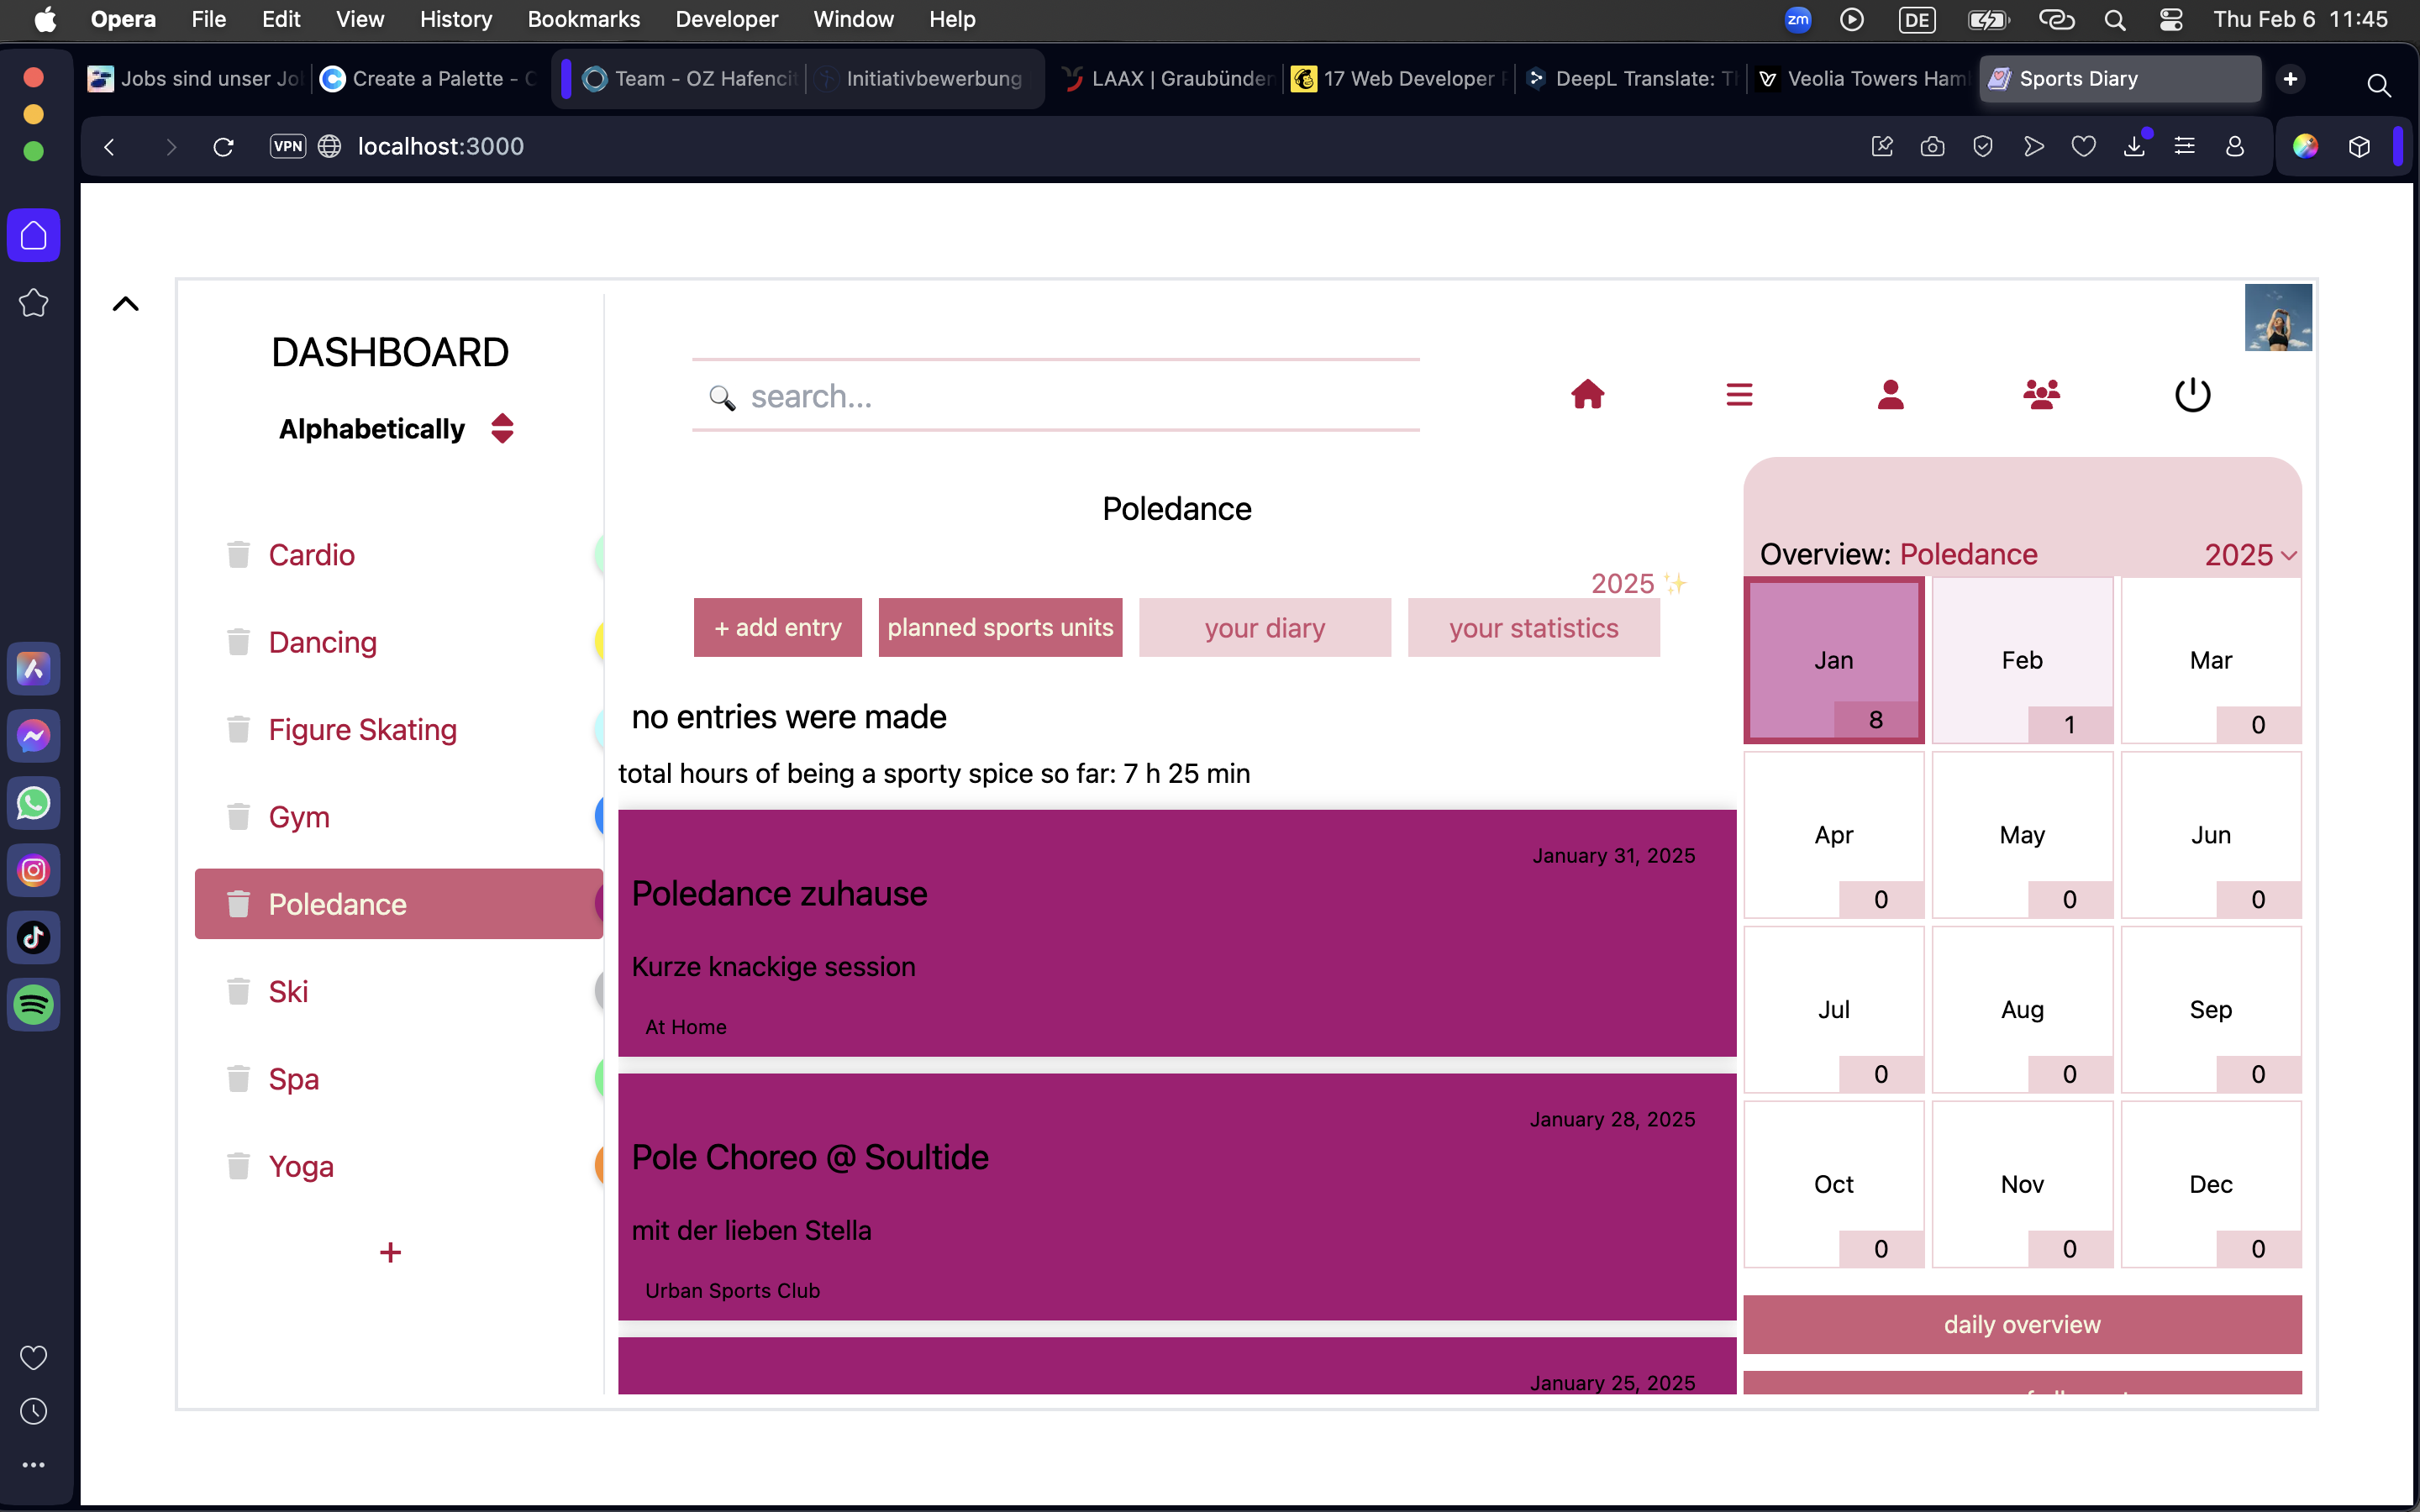 Opera File Edit View History Bookmarks Developer Window Help
zm DE Thu Feb 6 11:45
Jobs sind unser Jo Create a Palette - C Team - OZ Hafencit Initiativbewerbung LAAX | Graubünden 17 Web Developer DeepL Translate: T Veolia Towers Ham Sports Diary
VPN localhost:3000
DASHBOARD
Alphabetically
Cardio
Dancing
Figure Skating
Gym
Poledance
Ski
Spa
Yoga
+
search...
Poledance
2025
+ add entry planned sports units your diary your statistics
no entries were made
total hours of being a sporty spice so far: 7 h 25 min
January 31, 2025
Poledance zuhause
Kurze knackige session
At Home
January 28, 2025
Pole Choreo @ Soultide
mit der lieben Stella
Urban Sports Club
January 25, 2025
Overview: Poledance 2025
Jan Feb Mar
8 1 0
Apr May Jun
0 0 0
Jul Aug Sep
0 0 0
Oct Nov Dec
0 0 0
daily overview